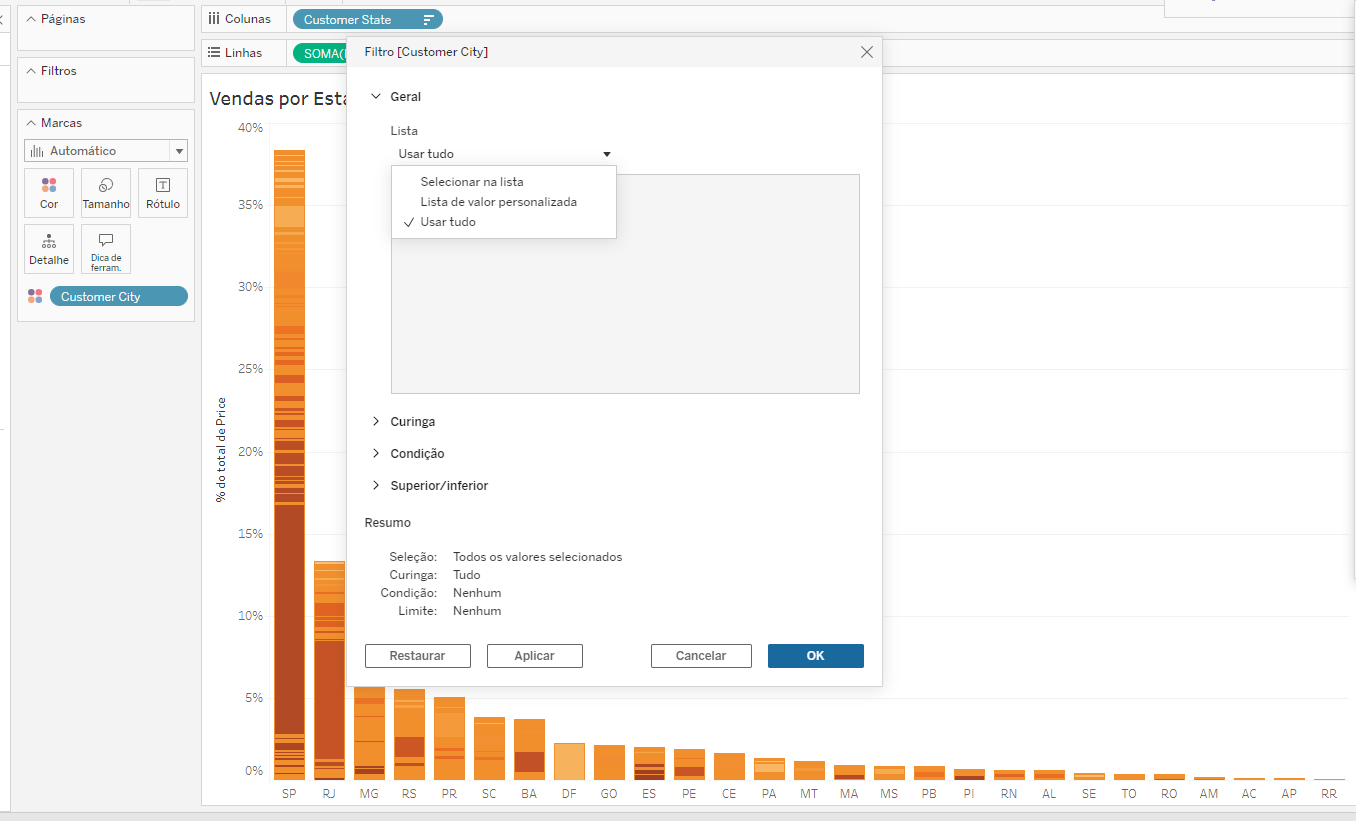 Páginas
Colunas
Customer State
Filtros
Linhas
SOMA(
Marcas
Automático
Cor
Tamanho
Rótulo
Detalhe
Dica de
ferram.
Customer City
Vendas por Esta
Filtro [Customer City]
Geral
Lista
Usar tudo
Selecionar na lista
Lista de valor personalizada
Usar tudo
Curinga
Condição
Superior/inferior
Resumo
Seleção: Todos os valores selecionados
Curinga: Tudo
Condição: Nenhum
Limite: Nenhum
Restaurar
Aplicar
Cancelar
OK
% do total de Price
40%
35%
30%
25%
20%
15%
10%
5%
0%
SP RJ MG RS PR SC BA DF GO ES PE CE PA MT MA MS PB PI RN AL SE TO RO AM AC AP RR